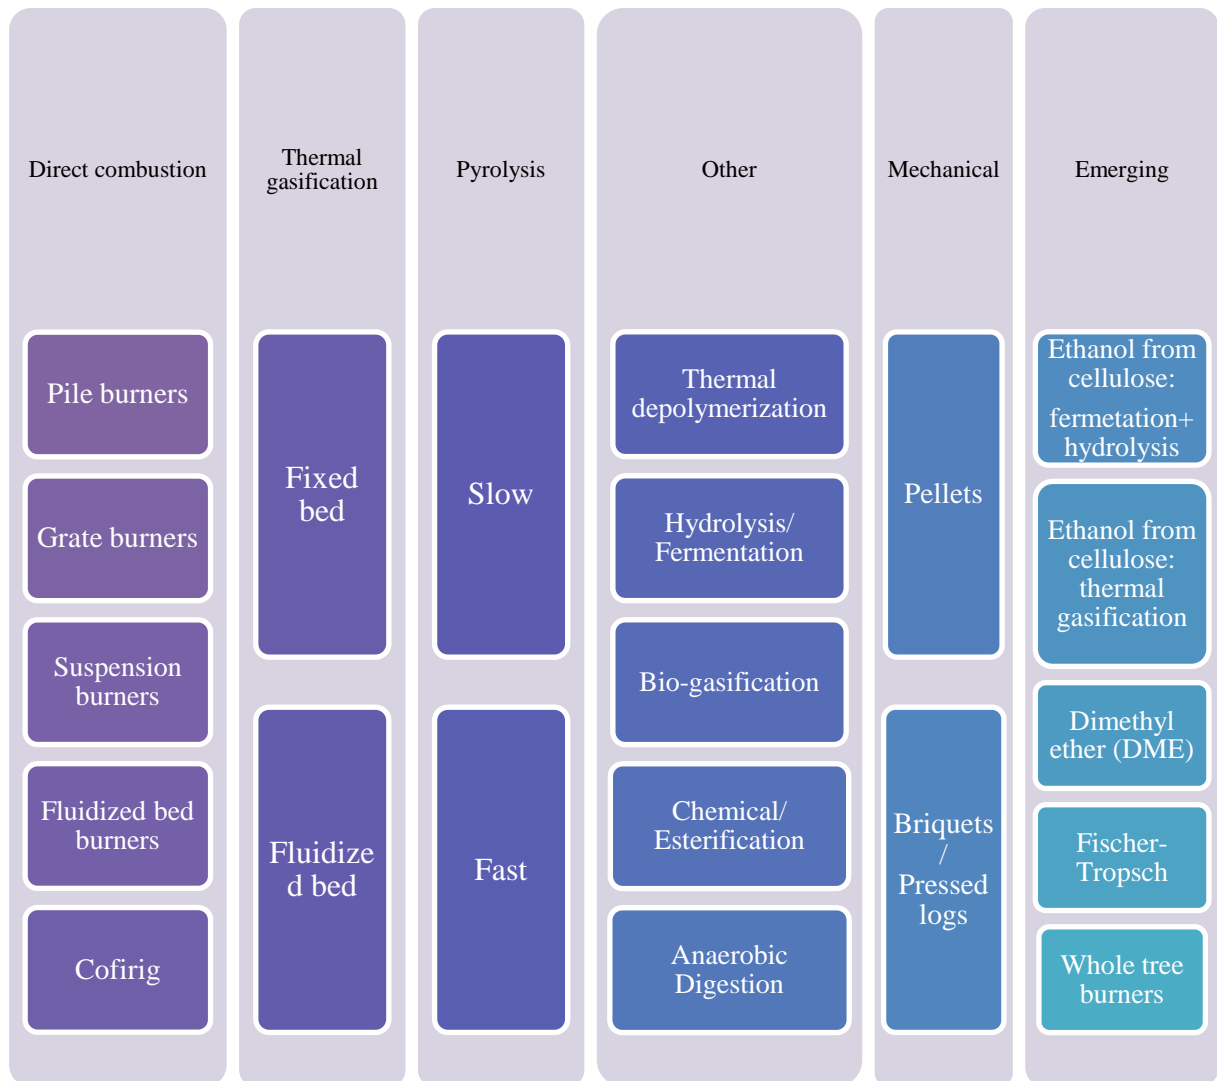 Direct combustion
Thermal
gasification
Pyrolysis
Other
Mechanical
Emerging
Pile burners
Grate burners
Suspension
burners
Fluidized bed
burners
Cofirig
Fixed
bed
Fluidize
d bed
Slow
Fast
Thermal
depolymerization
Hydrolysis/
Fermentation
Bio-gasification
Chemical/
Esterification
Anaerobic
Digestion
Pellets
Briquets
/
Pressed
logs
Ethanol from
cellulose:
fermetation+
hydrolysis
Ethanol from
cellulose:
thermal
gasification
Dimethyl
ether (DME)
Fischer-
Tropsch
Whole tree
burners